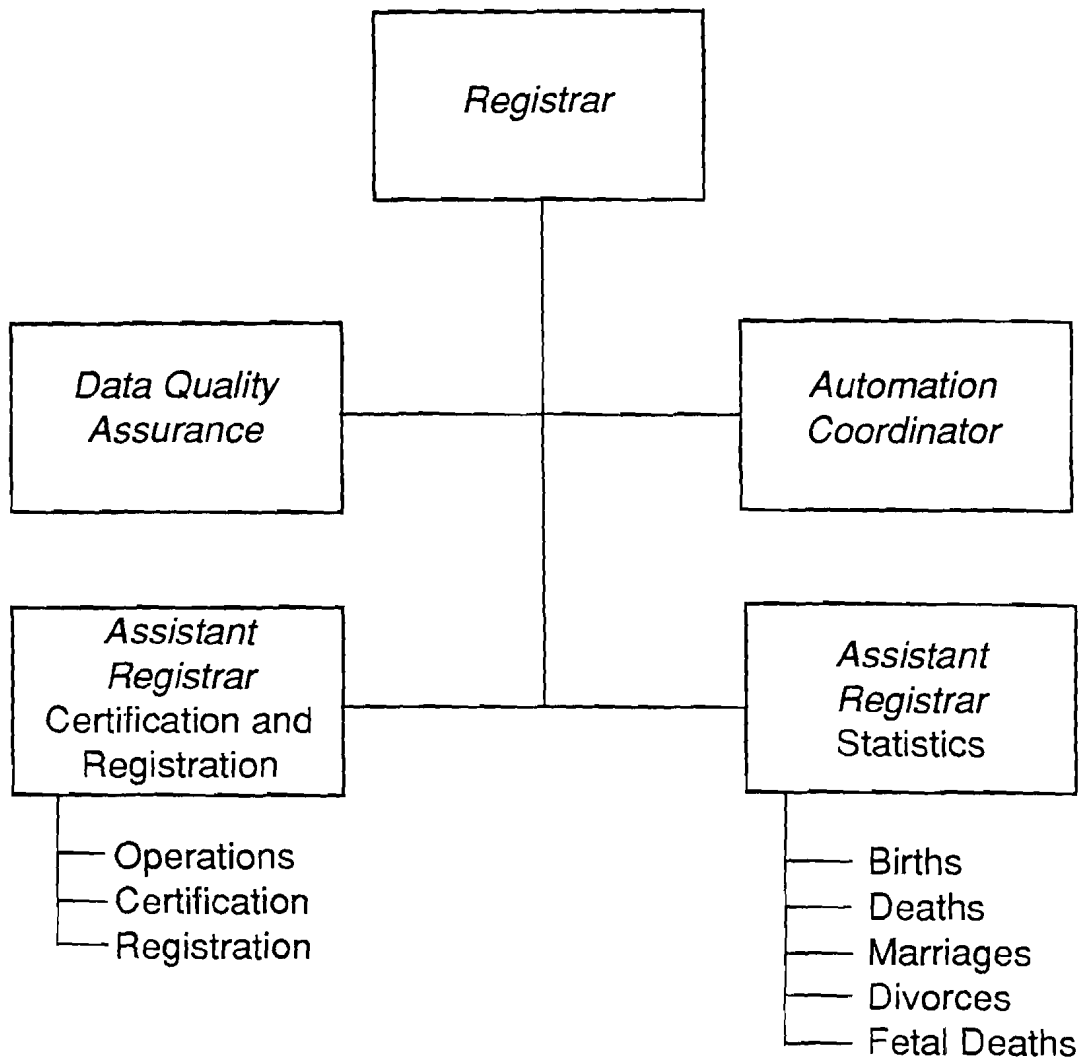 Registrar
Data Quality
Assurance
Automation
Coordinator
Assistant
Registrar
Certification and
Registration
Operations
Certification
Registration
Assistant
Registrar
Statistics
Births
Deaths
Marriages
Divorces
Fetal Deaths